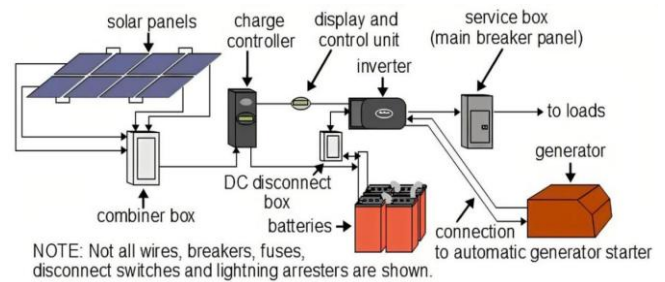 solar panels
charge
controller
display and
control unit
inverter
service box
(main breaker panel)
to loads
generator
DC disconnect
box
combiner box
batteries
connection
to automatic generator starter
NOTE: Not all wires, breakers, fuses,
disconnect switches and lightning arresters are shown.